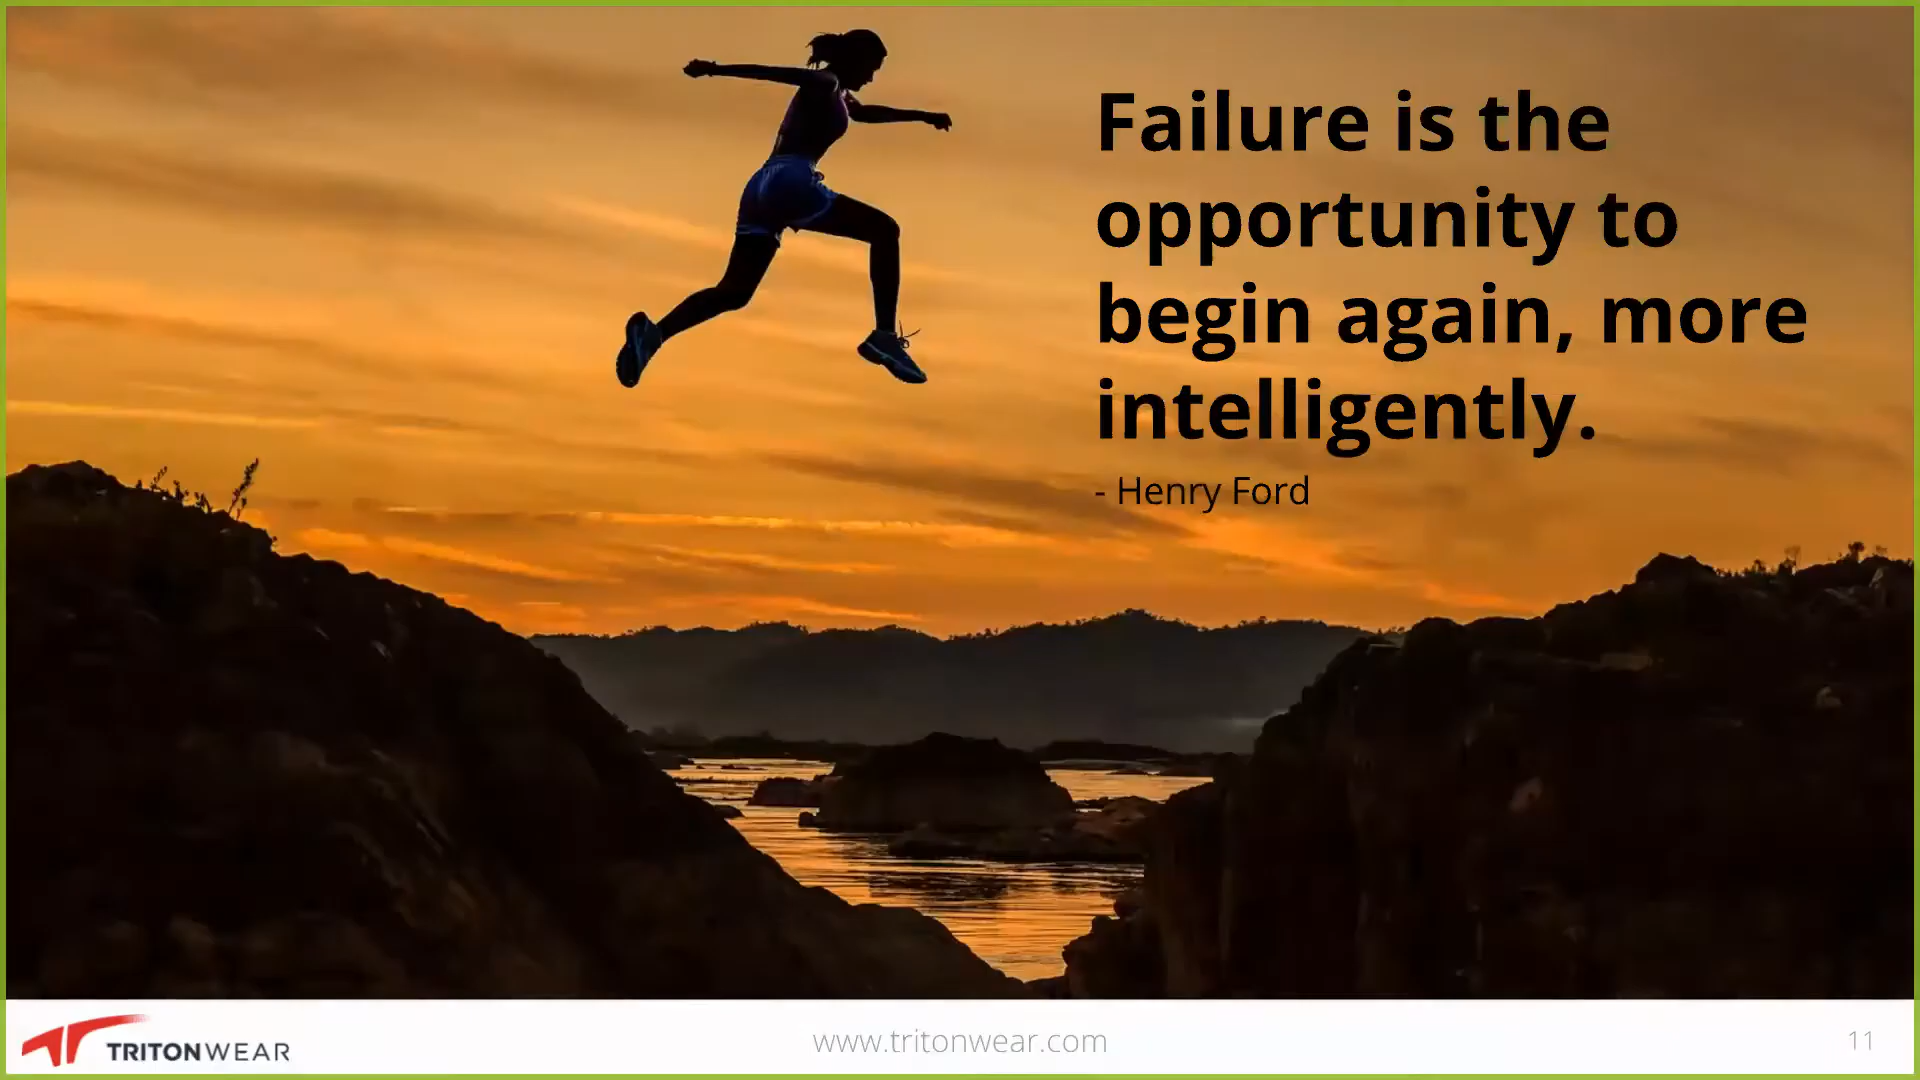 Failure is the
opportunity to
begin again, more
intelligently.
- Henry Ford
TRITONWEAR
www.tritonwear.com
11